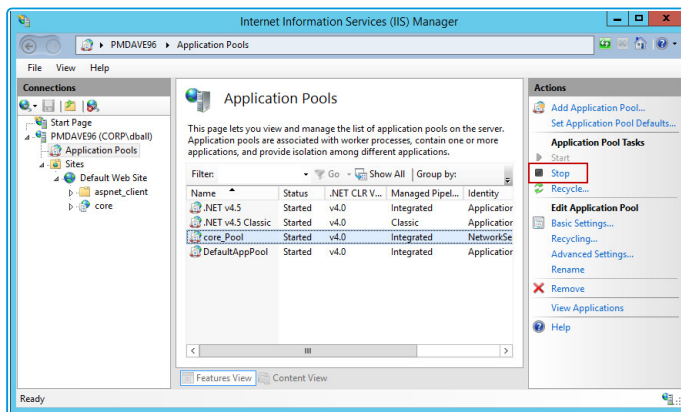 Internet Information Services (IIS) Manager
PMDAVE96 Application Pools
File View Help
Connections
Start Page
PMDAVE96 (CORP\dball)
Application Pools
Sites
Default Web Site
aspnet_client
core
Application Pools
This page lets you view and manage the list of application pools on the server.
Application pools are associated with worker processes, contain one or more
applications, and provide isolation among different applications.
Filter: Go Show All Group by:
Name Status .NET CLR V... Managed Pipel... Identity
.NET v4.5 Started v4.0 Integrated Application
.NET v4.5 Classic Started v4.0 Classic Application
core_Pool Started v4.0 Integrated NetworkSe
DefaultAppPool Started v4.0 Integrated Application
Features View Content View
Actions
Add Application Pool...
Set Application Pool Defaults...
Application Pool Tasks
Start
Stop
Recycle...
Edit Application Pool
Basic Settings...
Recycling...
Advanced Settings...
Rename
Remove
View Applications
Help
Ready